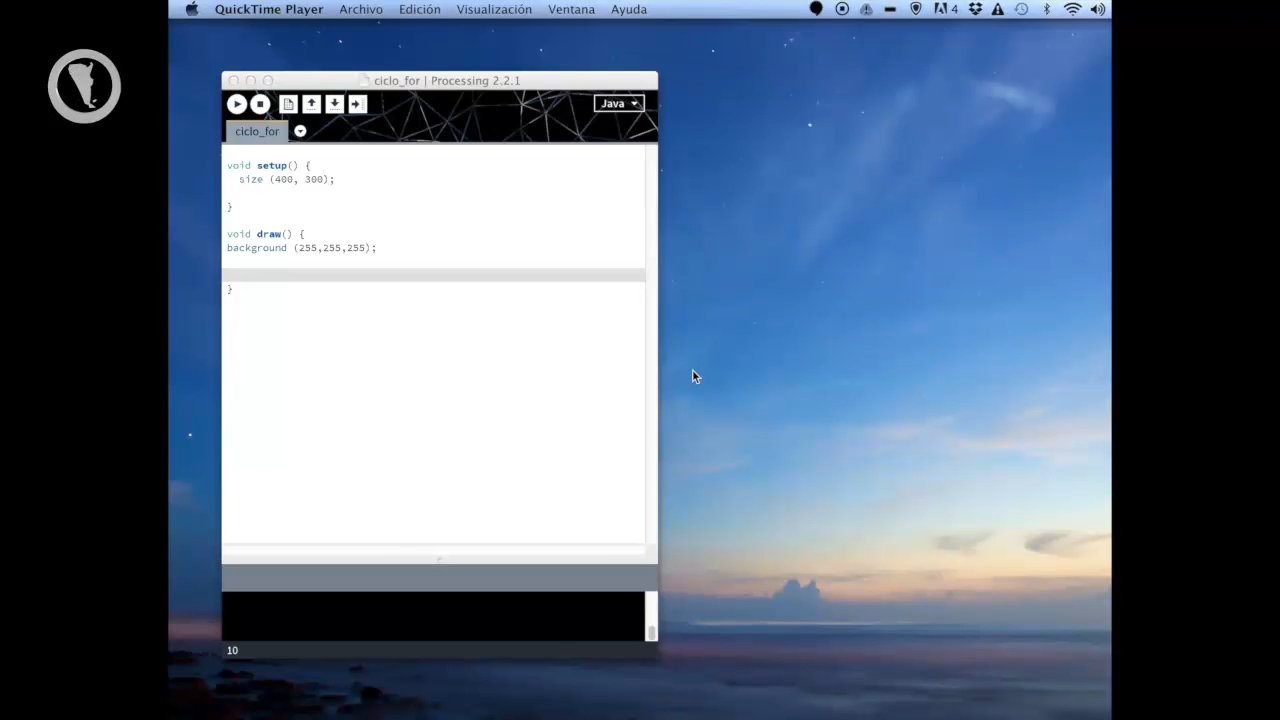 QuickTime Player Archivo Edición Visualización Ventana Ayuda 4
ciclo_for | Processing 2.2.1
Java
ciclo_for
void setup() {
size (400, 300);
}
void draw() {
background (255,255,255);
}
10